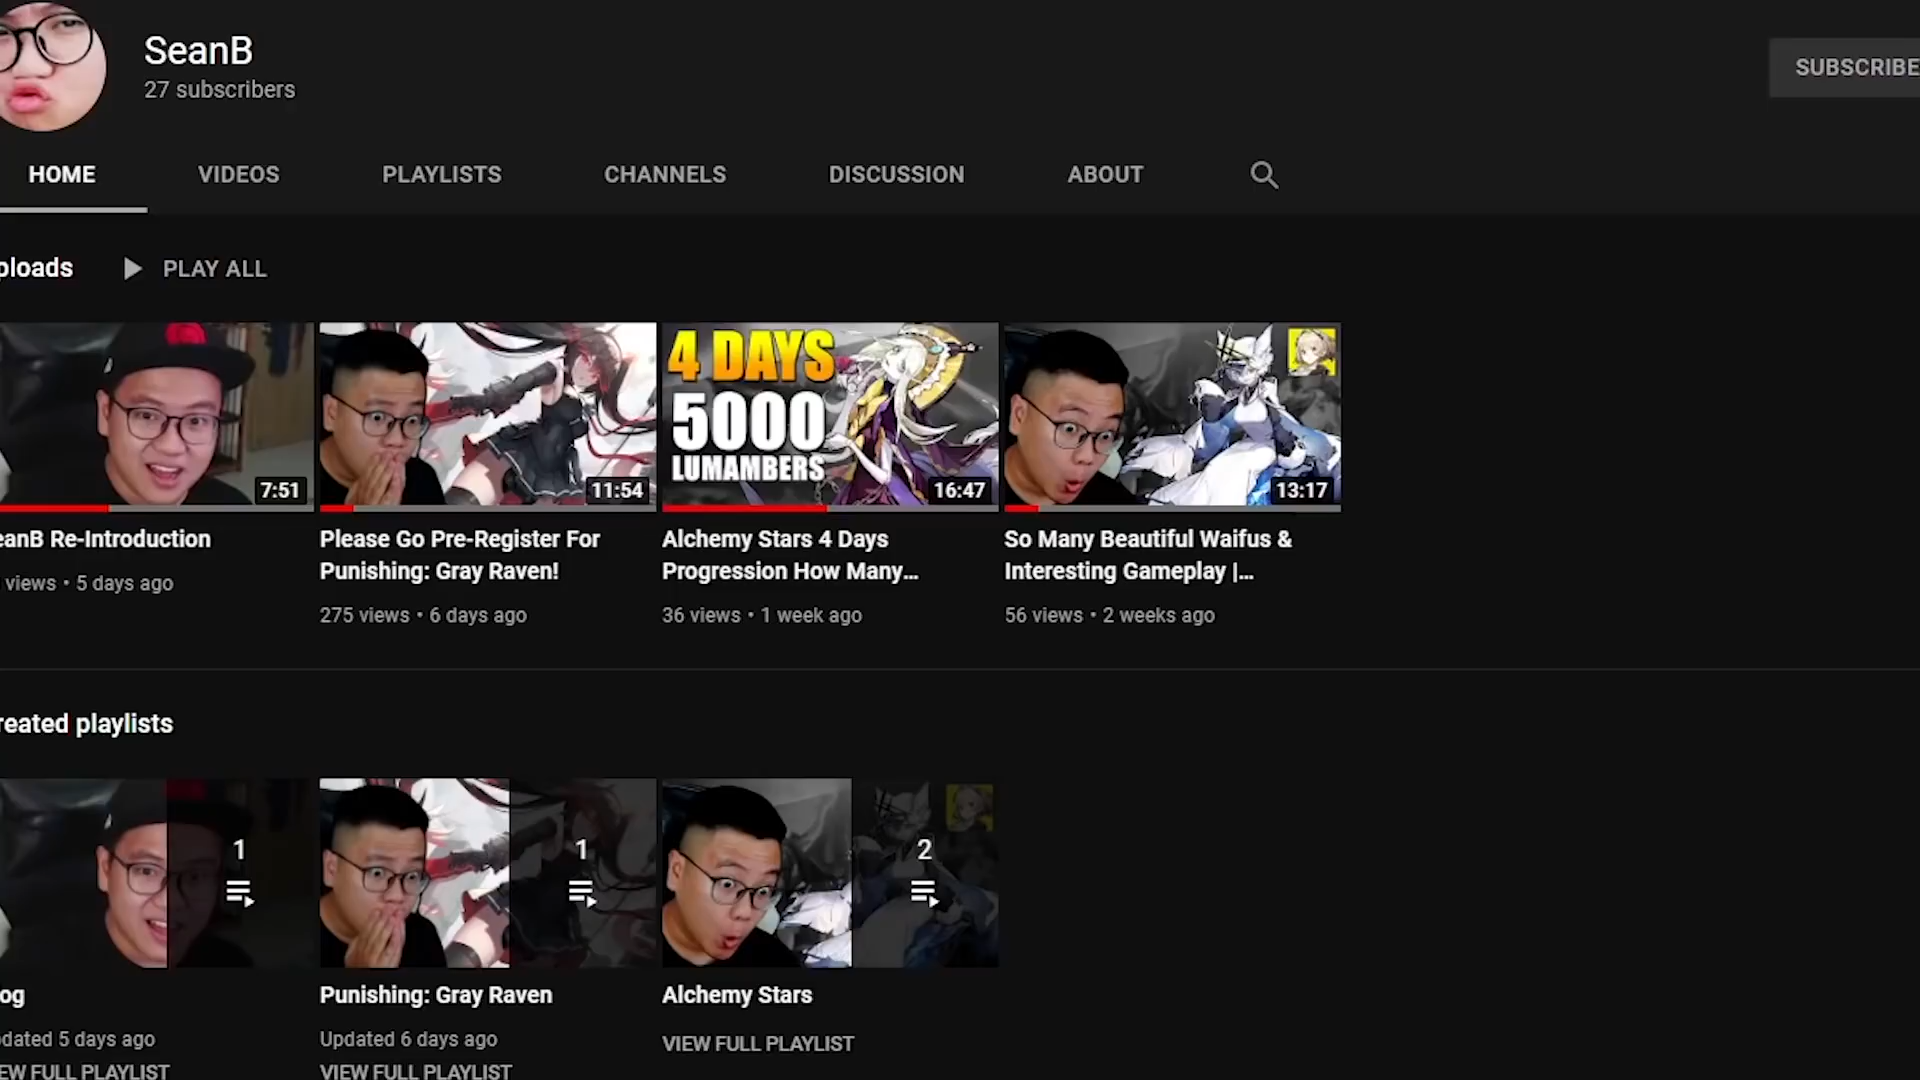 SeanB
27 subscribers
SUBSCRIBE
HOME VIDEOS PLAYLISTS CHANNELS DISCUSSION ABOUT
ploads PLAY ALL
7:51
11:54
4 DAYS
5000
LUMAMBERS
16:47
13:17
eanB Re-Introduction
views • 5 days ago
Please Go Pre-Register For
Punishing: Gray Raven!
275 views • 6 days ago
Alchemy Stars 4 Days
Progression How Many...
36 views • 1 week ago
So Many Beautiful Waifus &
Interesting Gameplay |...
56 views • 2 weeks ago
reated playlists
1
1
2
og
dated 5 days ago
EW FULL PLAYLIST
Punishing: Gray Raven
Updated 6 days ago
VIEW FULL PLAYLIST
Alchemy Stars
VIEW FULL PLAYLIST